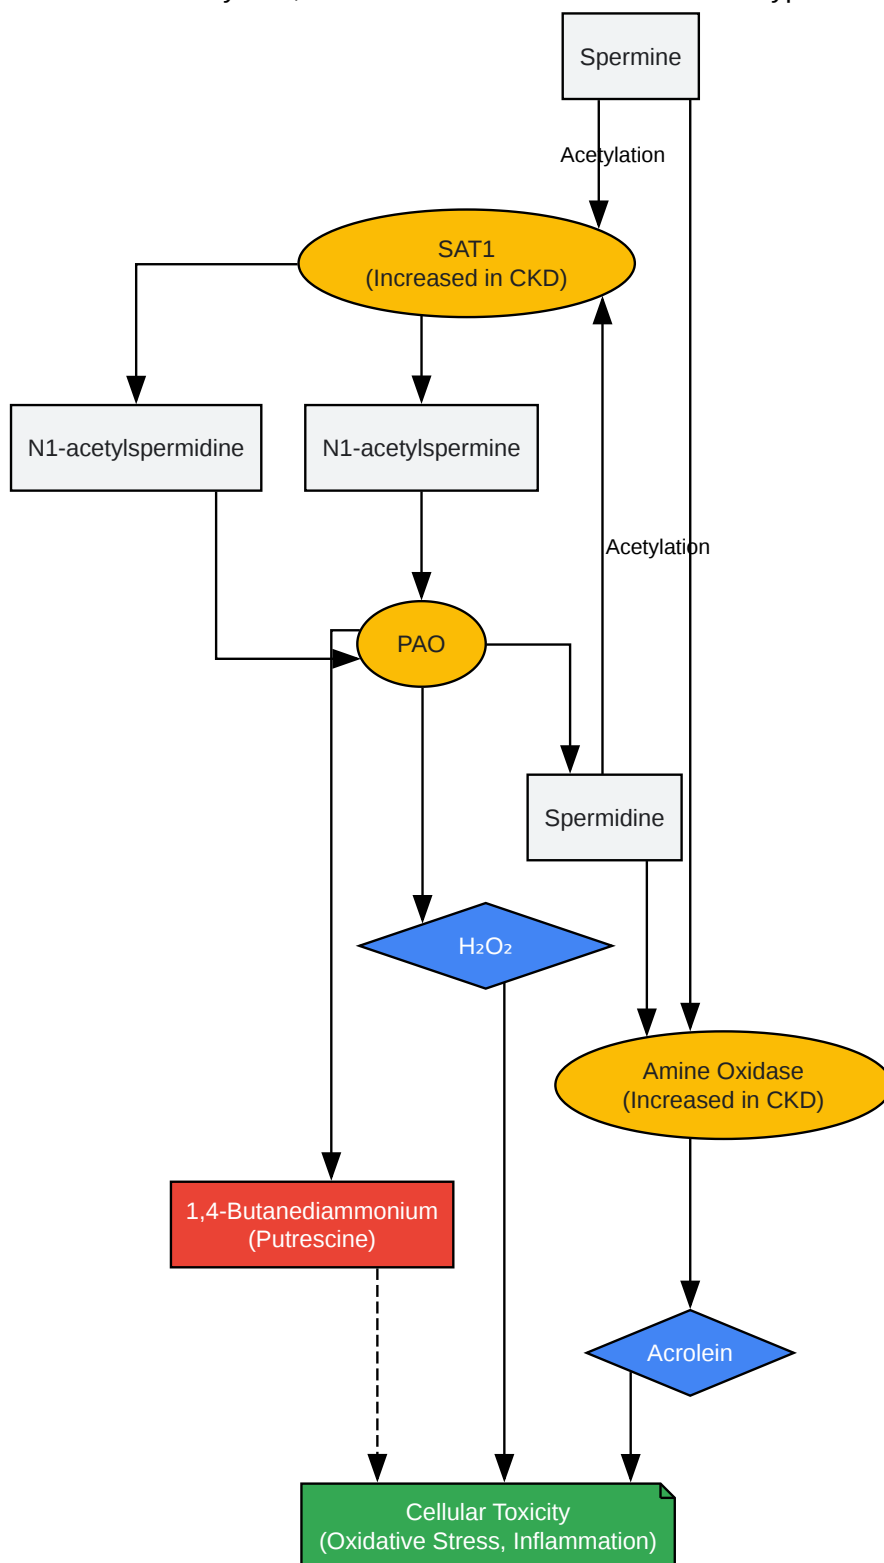 Spermine
Acetylation
SAT1
(Increased in CKD)
N1-acetylspermidine
N1-acetylspermine
Acetylation
PAO
Spermidine
H₂O₂
Amine Oxidase
(Increased in CKD)
1,4-Butanediammonium
(Putrescine)
Acrolein
Cellular Toxicity
(Oxidative Stress, Inflammation)